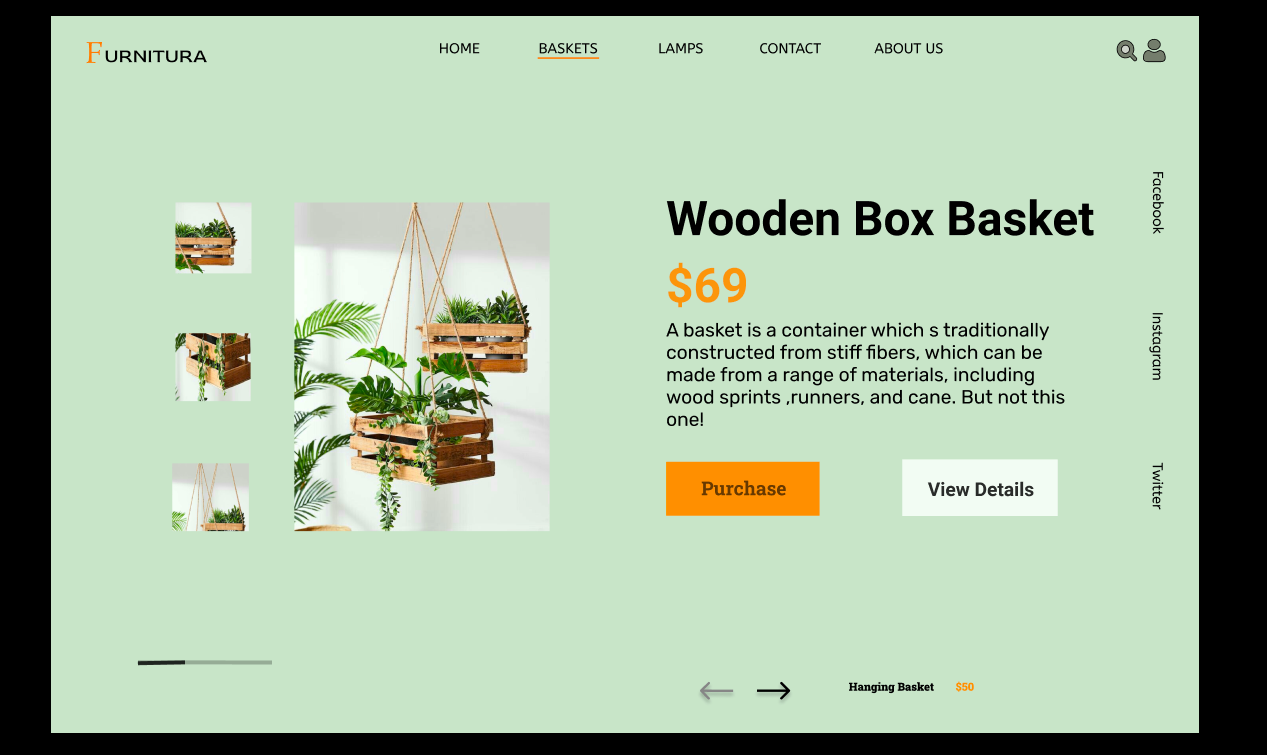 FURNITURA
HOME
BASKETS
LAMPS
CONTACT
ABOUT US
Facebook
Instagram
Twitter
Wooden Box Basket
$69
A basket is a container which s traditionally
constructed from stiff fibers, which can be
made from a range of materials, including
wood sprints ,runners, and cane. But not this
one!
Purchase
View Details
Hanging Basket $50